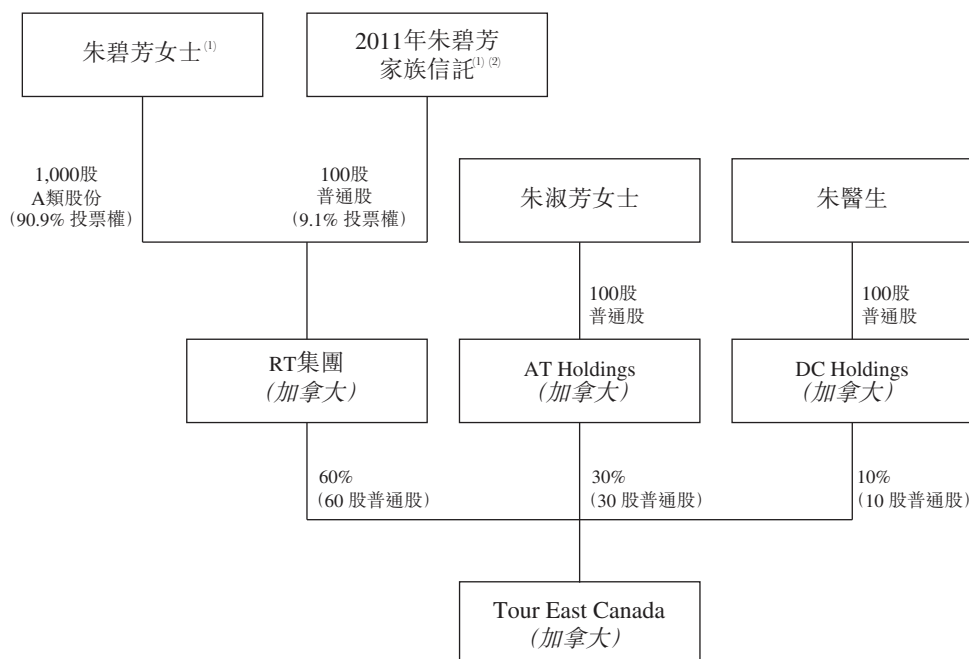 朱碧芳女士(1)
2011年朱碧芳
家族信託(1) (2)
1,000股
A類股份
(90.9% 投票權)
100股
普通股
(9.1% 投票權)
朱淑芳女士
朱醫生
100股
普通股
100股
普通股
RT集團
(加拿大)
AT Holdings
(加拿大)
DC Holdings
(加拿大)
60%
(60 股普通股)
30%
(30 股普通股)
10%
(10 股普通股)
Tour East Canada
(加拿大)